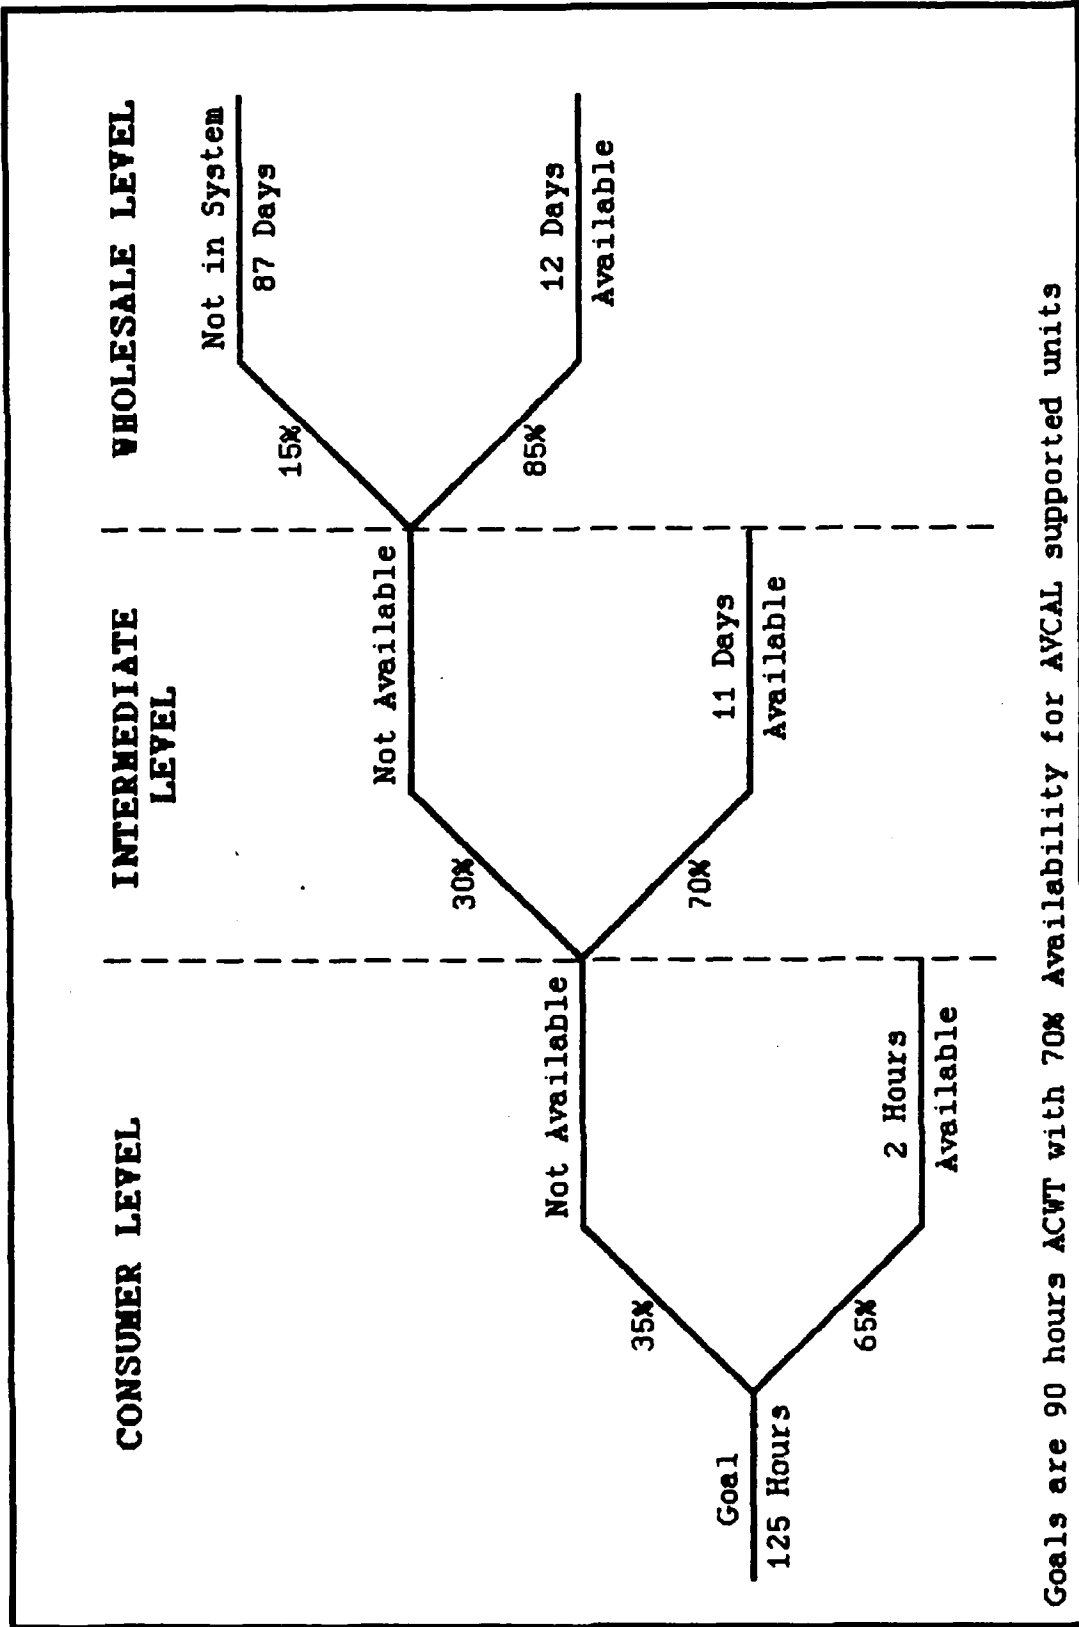 CONSUMER LEVEL
INTERMEDIATE
LEVEL
WHOLESALE LEVEL
Goal
125 Hours
35%
65%
Not Available
2 Hours
Available
30%
70%
Not Available
11 Days
Available
15%
85%
Not in System
87 Days
12 Days
Available
Goals are 90 hours ACWT with 70% Availability for AVCAL supported units